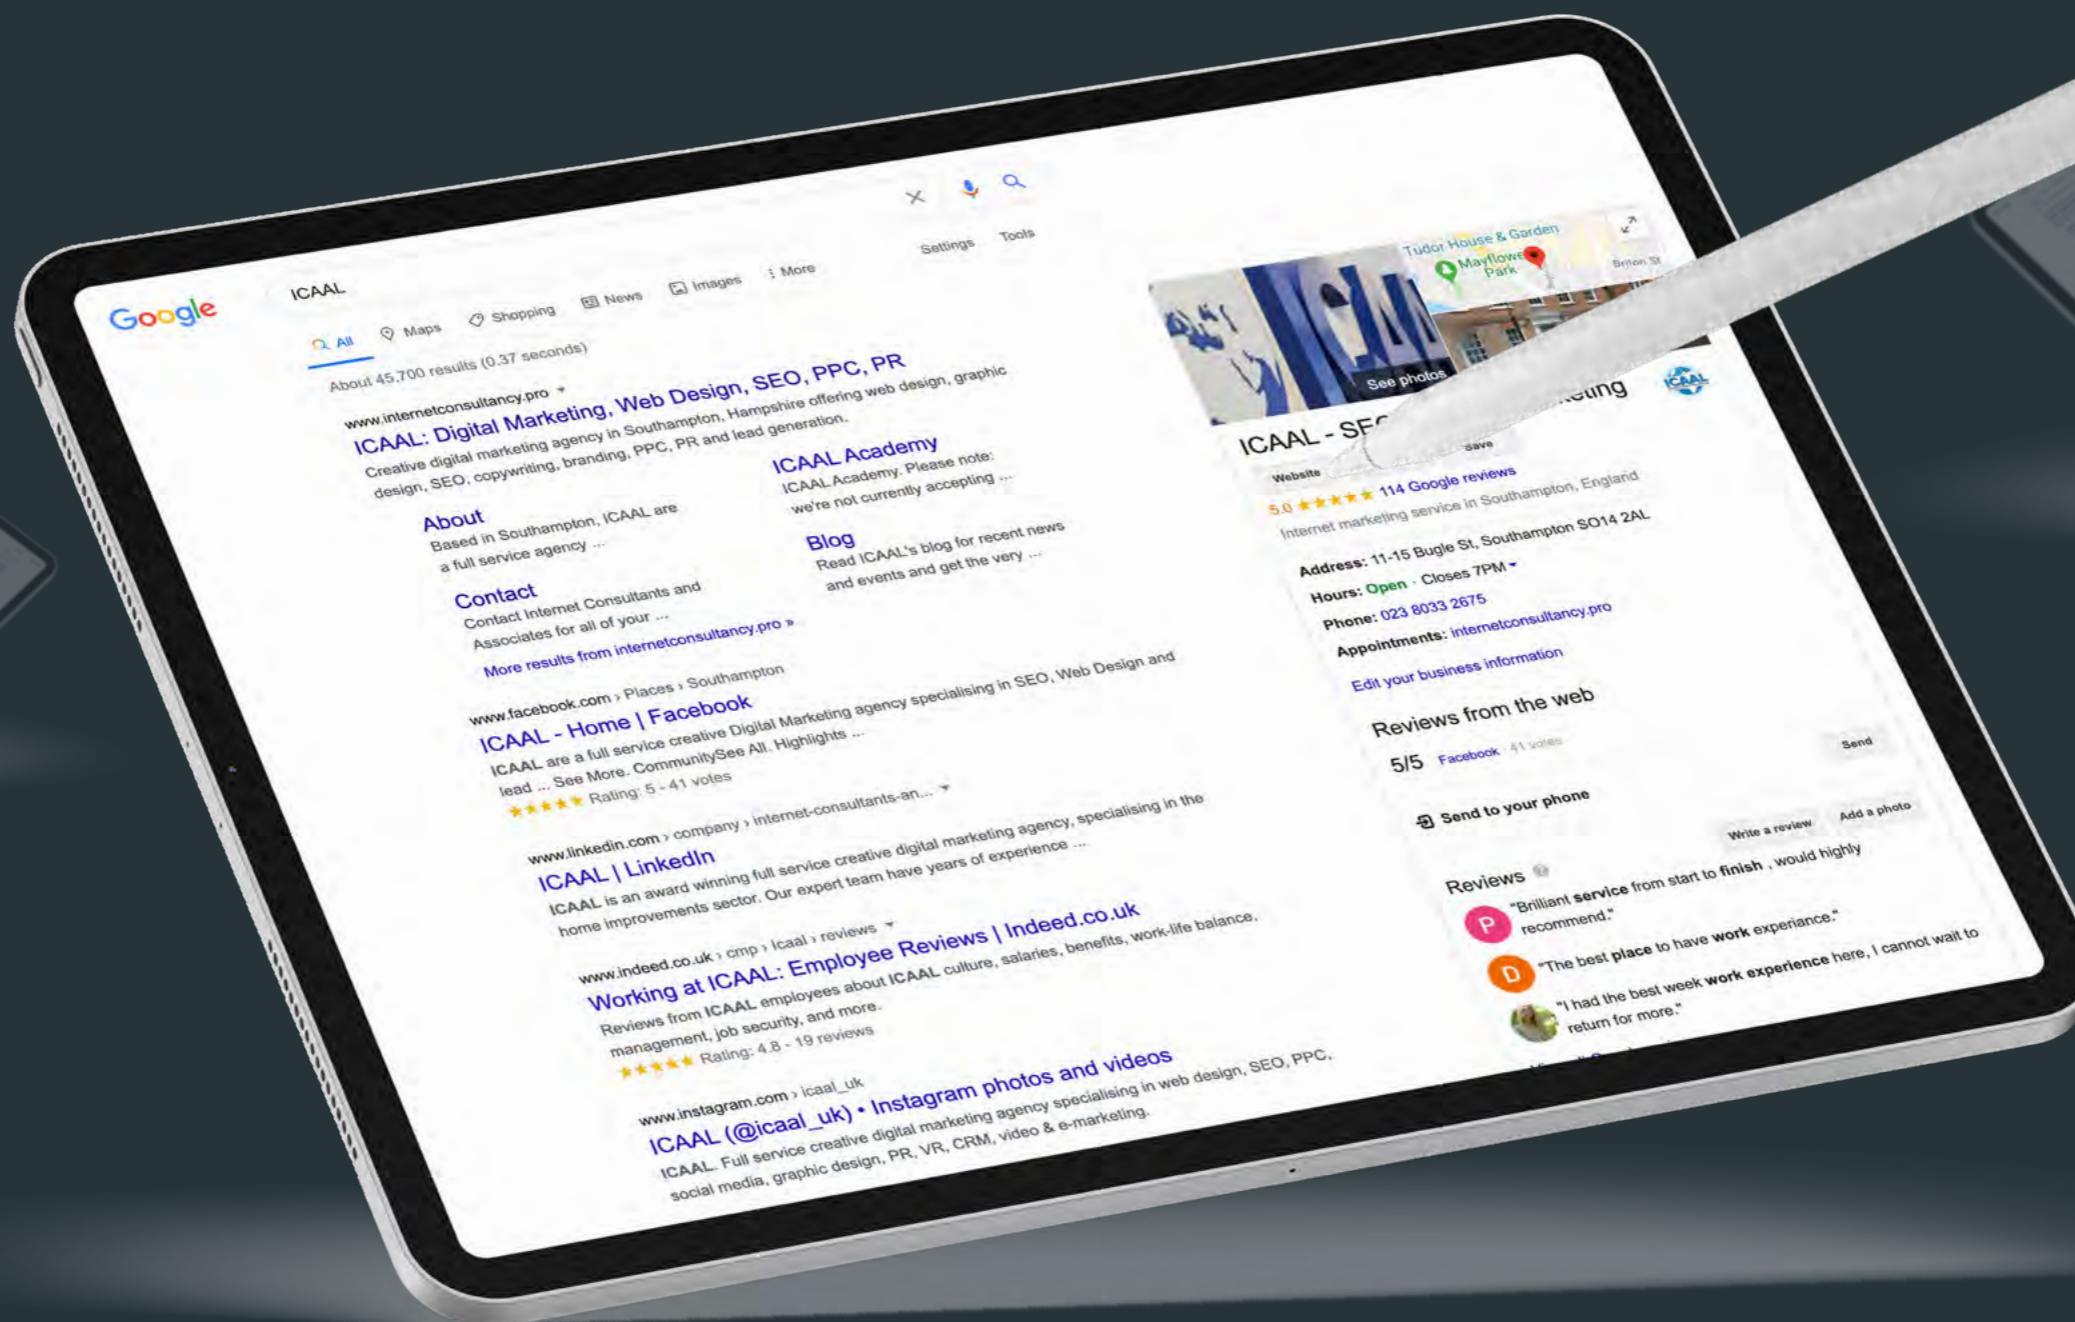 Google
ICAAL
All Maps Shopping News Images More
Settings Tools
About 45,700 results (0.37 seconds)
www.internetconsultancy.pro
ICAAL: Digital Marketing, Web Design, SEO, PPC, PR
Creative digital marketing agency in Southampton, Hampshire offering web design, graphic
design, SEO, copywriting, branding, PPC, PR and lead generation.
About
Based in Southampton, ICAAL are
a full service agency ...
ICAAL Academy
ICAAL Academy. Please note:
we're not currently accepting ...
Contact
Contact Internet Consultants and
Associates for all of your ...
Blog
Read ICAAL's blog for recent news
and events and get the very ...
More results from internetconsultancy.pro »
www.facebook.com › Places › Southampton
ICAAL - Home | Facebook
ICAAL are a full service creative Digital Marketing agency specialising in SEO, Web Design and
lead ... See More. CommunitySee All. Highlights ...
Rating: 5 - 41 votes
www.linkedin.com › company › internet-consultants-an...
ICAAL | LinkedIn
ICAAL is an award winning full service creative digital marketing agency, specialising in the
home improvements sector. Our expert team have years of experience ...
www.indeed.co.uk › cmp › Icaal › reviews
Working at ICAAL: Employee Reviews | Indeed.co.uk
Reviews from ICAAL employees about ICAAL culture, salaries, benefits, work-life balance,
management, job security, and more.
Rating: 4.8 - 19 reviews
www.instagram.com › icaal_uk
ICAAL (@icaal_uk) • Instagram photos and videos
ICAAL. Full service creative digital marketing agency specialising in web design, SEO, PPC,
social media, graphic design, PR, VR, CRM, video & e-marketing.
Tudor House & Garden
Mayflower
Park
Briton St
See photos
ICAAL
ICAAL -
Website Save
5.0 114 Google reviews
Internet marketing service in Southampton, England
Address: 11-15 Bugle St, Southampton SO14 2AL
Hours: Open · Closes 7PM
Phone: 023 8033 2675
Appointments: internetconsultancy.pro
Edit your business information
Reviews from the web
5/5 Facebook · 41 votes
Send to your phone Send
Reviews
Write a review Add a photo
P
"Brilliant service from start to finish , would highly
recommend."
D
"The best place to have work experiance."
"I had the best week work experience here, I cannot wait to
return for more."